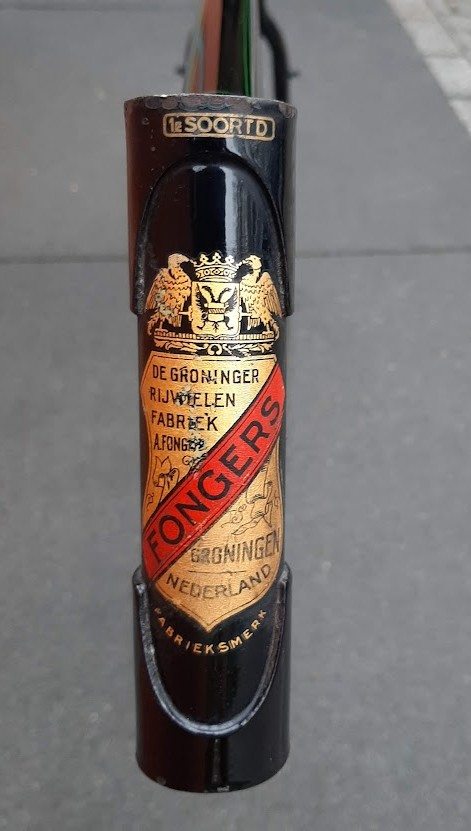 1E SOORT D
DE GRONINGER
RIJWIELEN
FABRIEK
A.FONGERS
FONGERS
GRONINGEN
NEDERLAND
FABRIEKSMERK